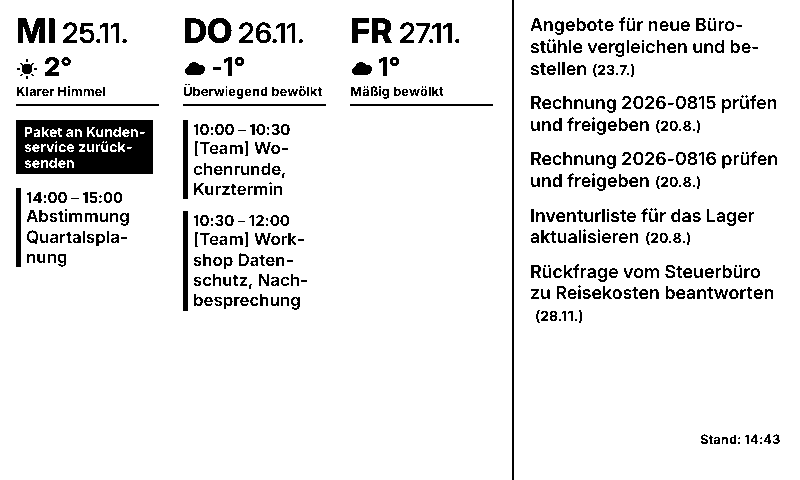 MI 25.11.
2°
Klarer Himmel
Paket an Kunden-
service zurück-
senden
14:00 – 15:00
Abstimmung
Quartalspla-
nung
DO 26.11.
-1°
Überwiegend bewölkt
10:00 – 10:30
[Team] Wo-
chenrunde,
Kurztermin
10:30 – 12:00
[Team] Work-
shop Daten-
schutz, Nach-
besprechung
FR 27.11.
1°
Mäßig bewölkt
Angebote für neue Büro-
stühle vergleichen und be-
stellen (23.7.)
Rechnung 2026-0815 prüfen
und freigeben (20.8.)
Rechnung 2026-0816 prüfen
und freigeben (20.8.)
Inventurliste für das Lager
aktualisieren (20.8.)
Rückfrage vom Steuerbüro
zu Reisekosten beantworten
(28.11.)
Stand: 14:43